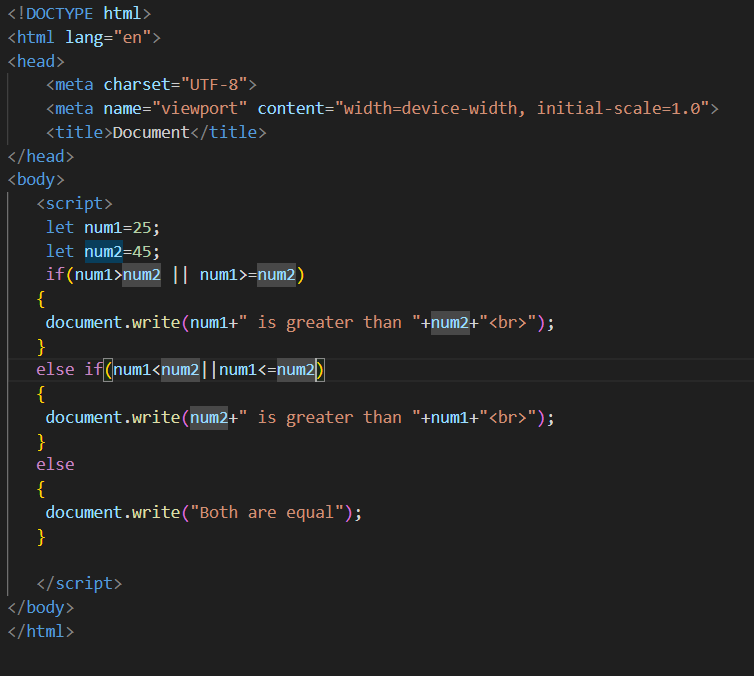 <!DOCTYPE html>
<html lang="en">
<head>
    <meta charset="UTF-8">
    <meta name="viewport" content="width=device-width, initial-scale=1.0">
    <title>Document</title>
</head>
<body>
   <script>
    let num1=25;
    let num2=45;
    if(num1>num2 || num1>=num2)
   {
    document.write(num1+" is greater than "+num2+"<br>");
   }
   else if(num1<num2||num1<=num2)
   {
    document.write(num2+" is greater than "+num1+"<br>");
   }
   else
   {
    document.write("Both are equal");
   }
   </script>
</body>
</html>